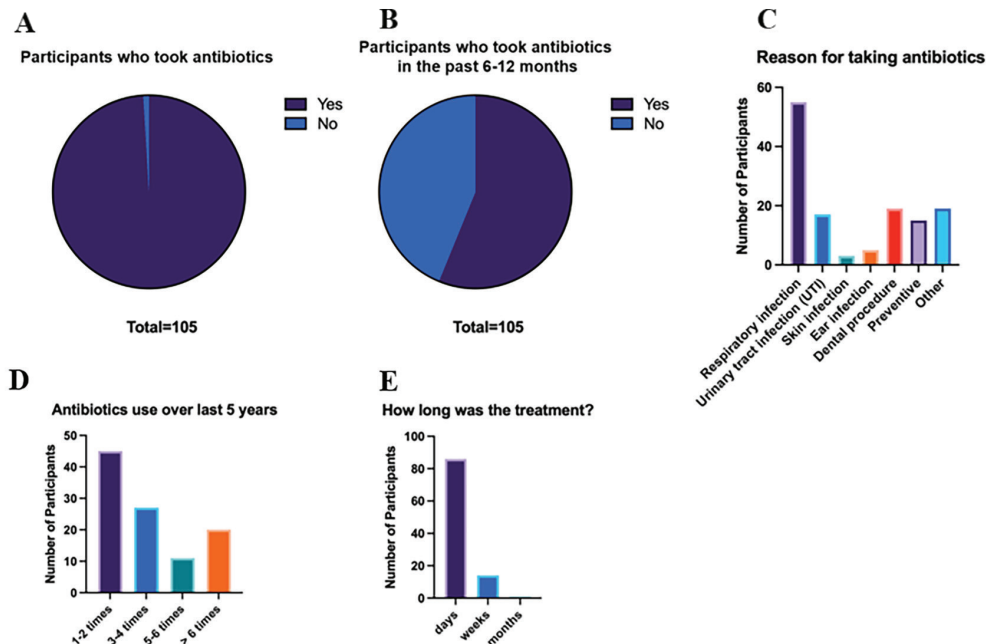 A
Participants who took antibiotics
Yes
No
Total=105
B
Participants who took antibiotics
in the past 6-12 months
Yes
No
Total=105
C
Reason for taking antibiotics
Number of Participants
60
40
20
0
Respiratory infection
Urinary tract infection (UTI)
Skin infection
Ear infection
Dental procedure
Preventive
Other
D
Antibiotics use over last 5 years
Number of Participants
50
40
30
20
10
0
1-2 times
3-4 times
5-6 times
> 6 times
E
How long was the treatment?
Number of Participants
100
80
60
40
20
0
days
weeks
months